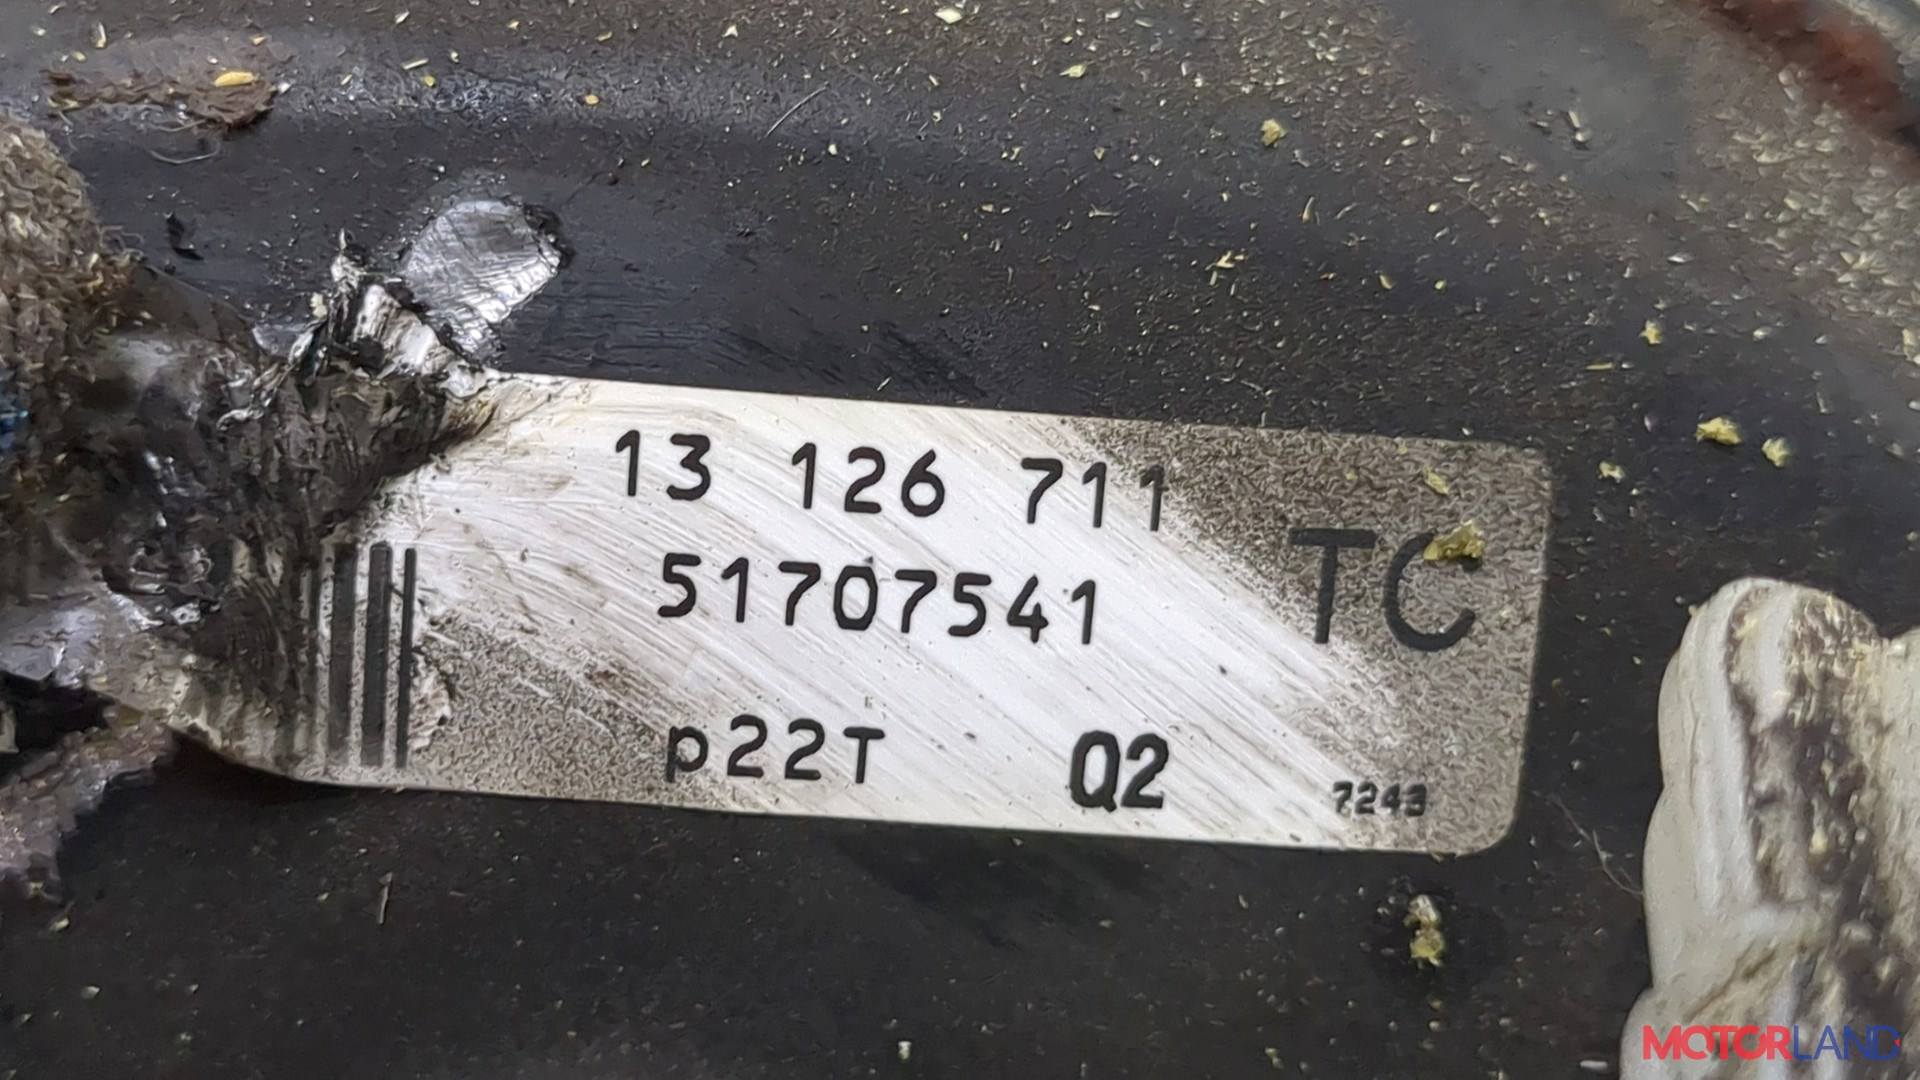 13 126 711
51707541
TC
p22T Q2
7243
MOTORLAND